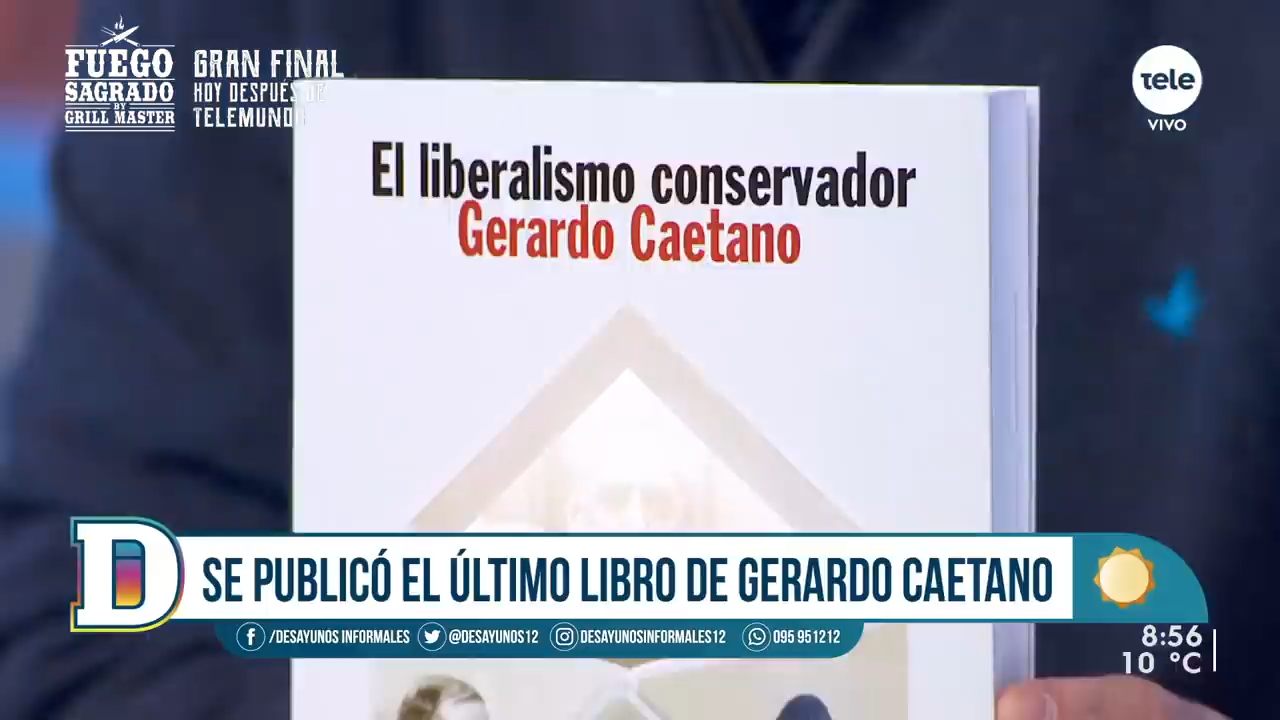 FUEGO
SAGRADO
BY
GRILL MASTER
GRAN FINAL
HOY DESPUÉS DE
TELEMUNDO
tele
VIVO
El liberalismo conservador
Gerardo Caetano
D
SE PUBLICÓ EL ÚLTIMO LIBRO DE GERARDO CAETANO
/DESAYUNOS INFORMALES @DESAYUNOS12 DESAYUNOSINFORMALES12 095 951212
8:56
10 °C